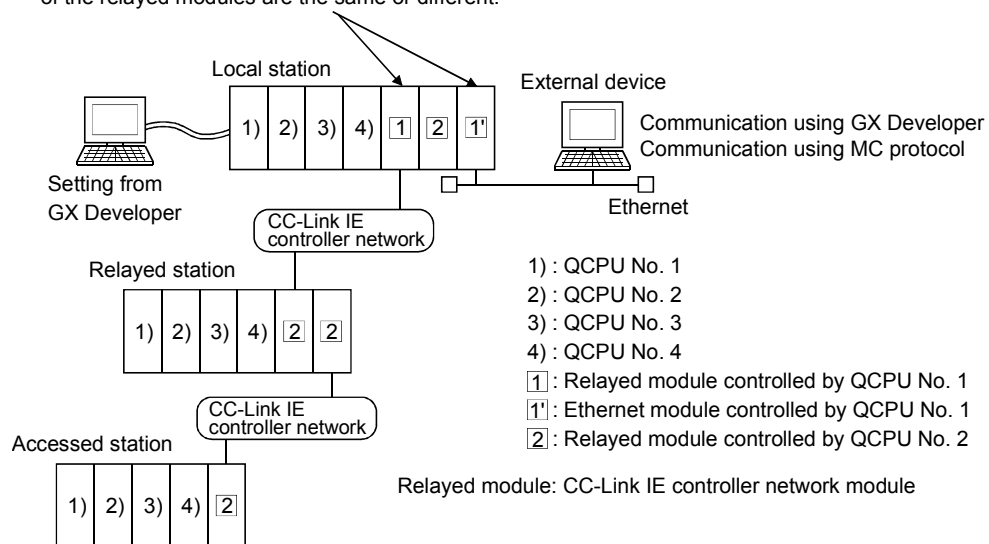 of the relayed modules are the same or different.
Local station
External device
1) 2) 3) 4) 1 2 1'
Communication using GX Developer
Communication using MC protocol
Setting from
GX Developer
Ethernet
CC-Link IE
controller network
Relayed station
1) 2) 3) 4) 2 2
1) : QCPU No. 1
2) : QCPU No. 2
3) : QCPU No. 3
4) : QCPU No. 4
1 : Relayed module controlled by QCPU No. 1
1' : Ethernet module controlled by QCPU No. 1
2 : Relayed module controlled by QCPU No. 2
CC-Link IE
controller network
Accessed station
1) 2) 3) 4) 2
Relayed module: CC-Link IE controller network module